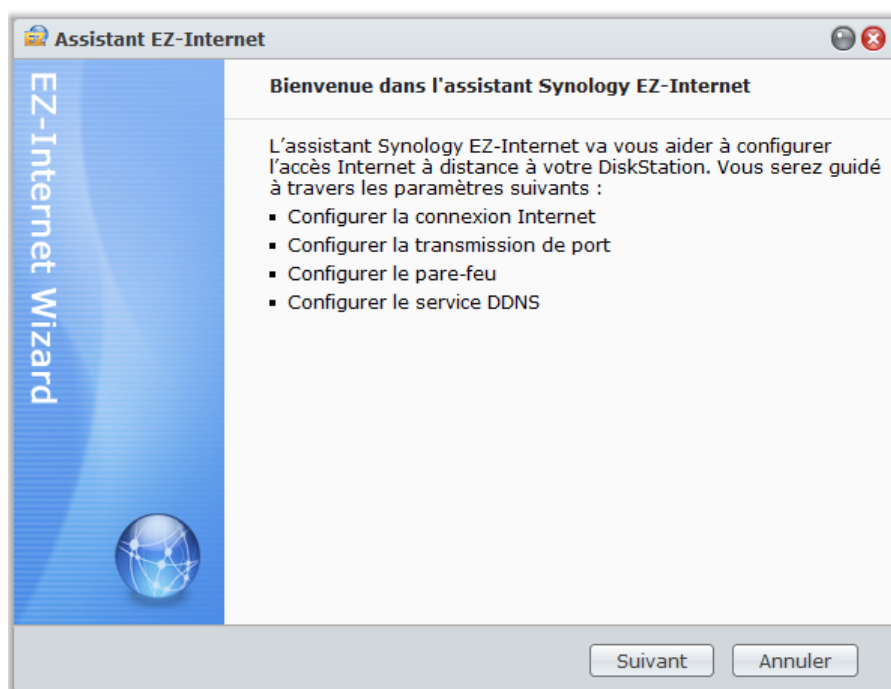 Assistant EZ-Internet
EZ-Internet Wizard
Bienvenue dans l'assistant Synology EZ-Internet
L'assistant Synology EZ-Internet va vous aider à configurer
l'accès Internet à distance à votre DiskStation. Vous serez guidé
à travers les paramètres suivants :
▪ Configurer la connexion Internet
▪ Configurer la transmission de port
▪ Configurer le pare-feu
▪ Configurer le service DDNS
Suivant
Annuler